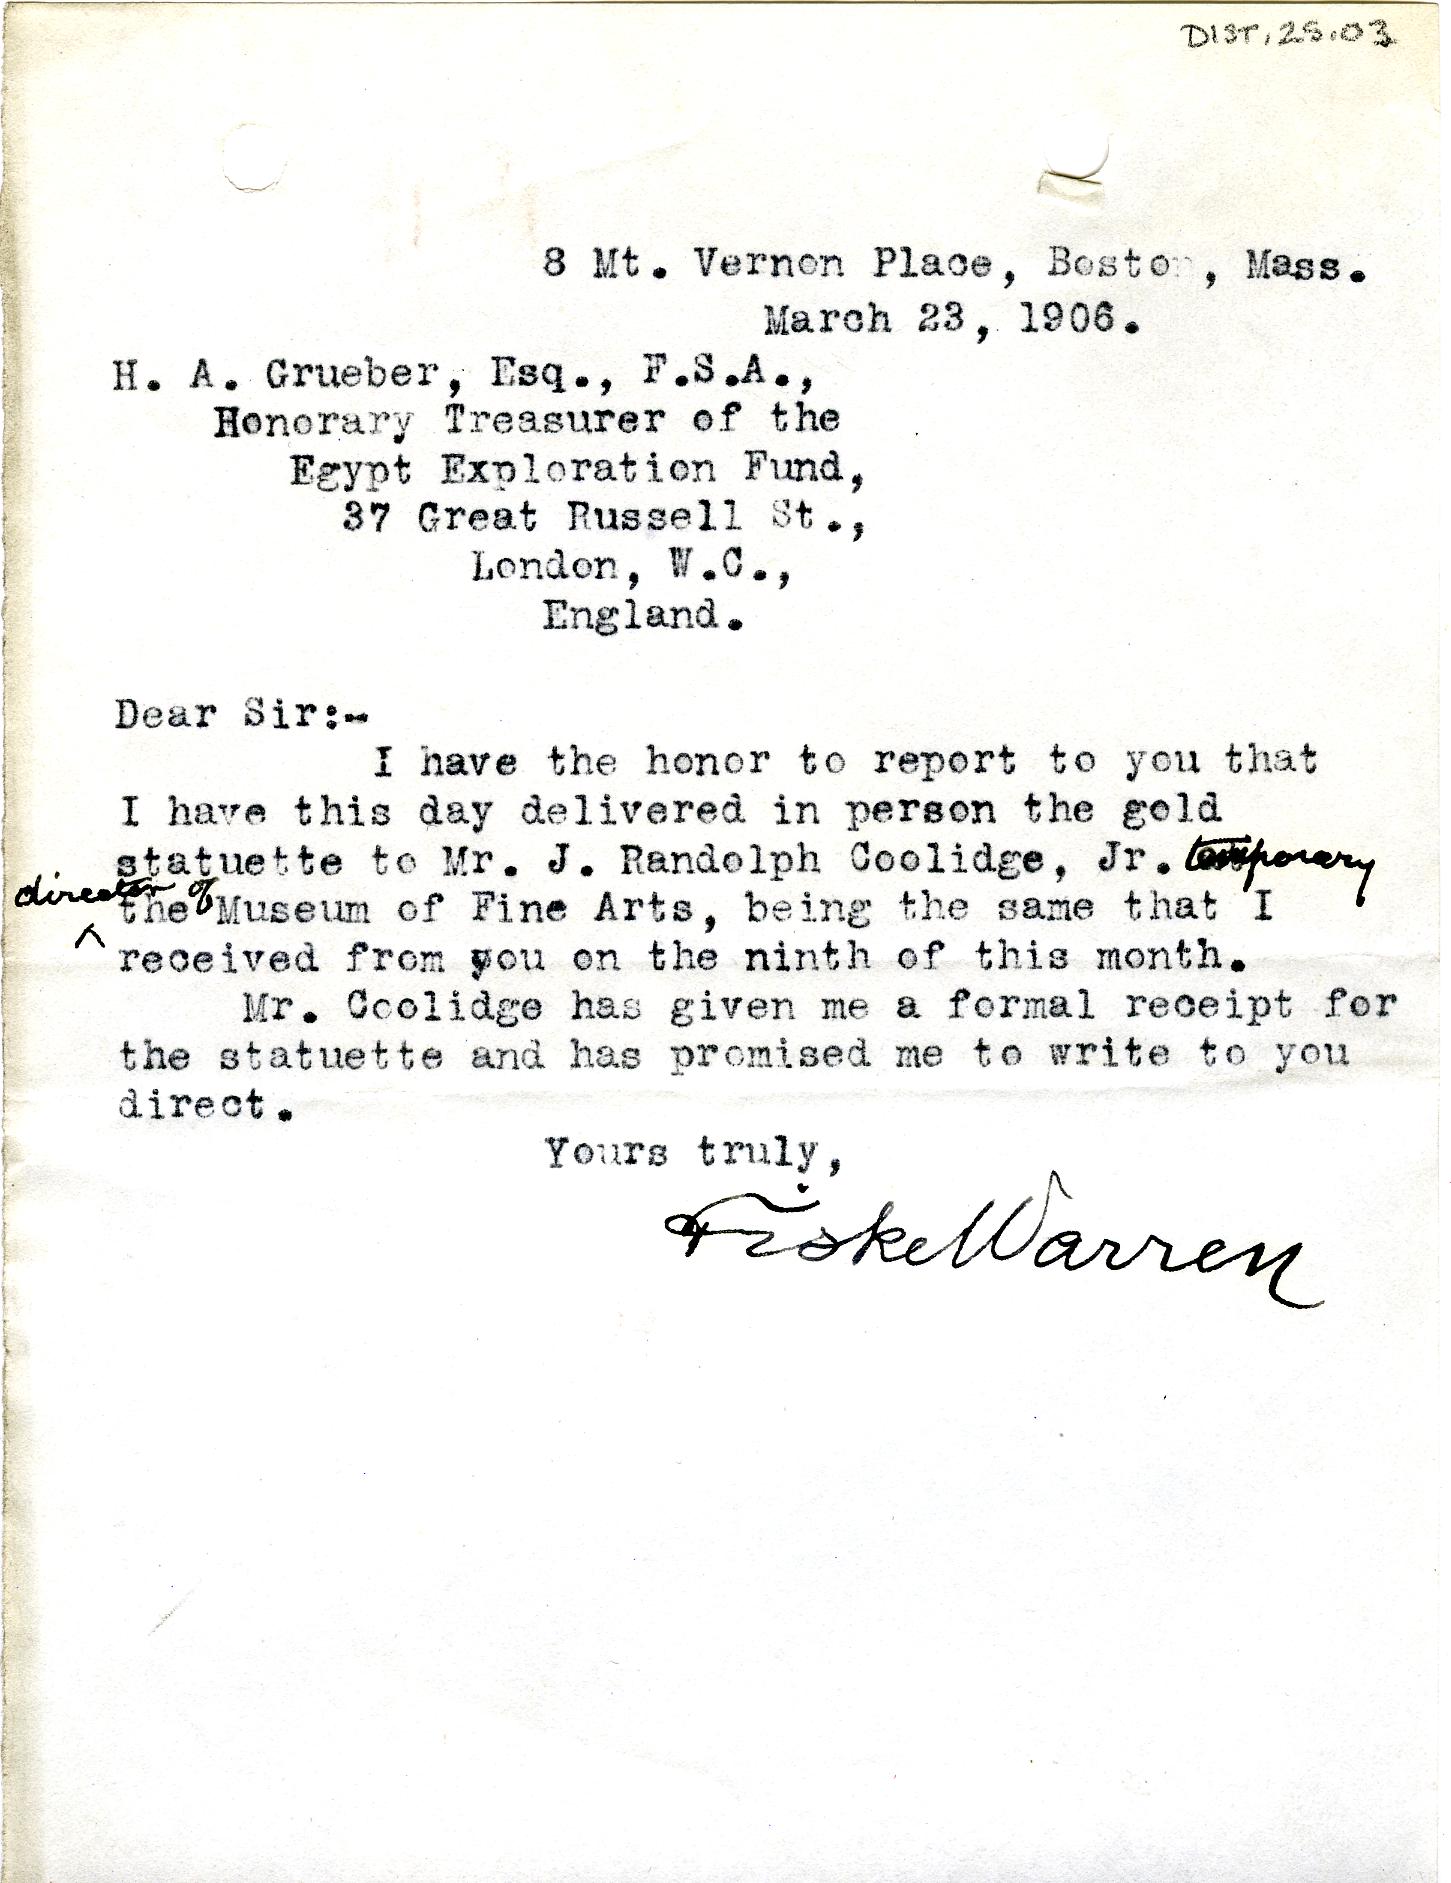 DIST.25.03
8 Mt. Vernon Place, Boston, Mass.
March 23, 1906.
H. A. Grueber, Esq., F.S.A.,
Honorary Treasurer of the
Egypt Exploration Fund,
37 Great Russell St.,
London, W.C.,
England.
Dear Sir:-
I have the honor to report to you that
I have this day delivered in person the gold
statuette to Mr. J. Randolph Coolidge, Jr. temporary
director of the Museum of Fine Arts, being the same that I
received from you on the ninth of this month.
Mr. Coolidge has given me a formal receipt for
the statuette and has promised me to write to you
direct.
Yours truly,
Fiske Warren